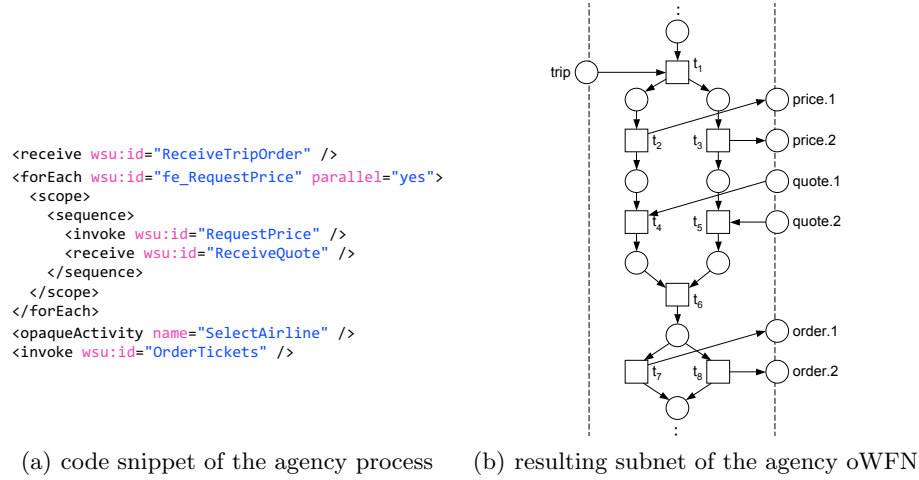 <receive wsu:id="ReceiveTripOrder" />
<forEach wsu:id="fe_RequestPrice" parallel="yes">
<scope>
<sequence>
<invoke wsu:id="RequestPrice" />
<receive wsu:id="ReceiveQuote" />
</sequence>
</scope>
</forEach>
<opaqueActivity name="SelectAirline" />
<invoke wsu:id="OrderTickets" />
(a) code snippet of the agency process
trip
t1
price.1
t2
t3
price.2
quote.1
t4
t5
quote.2
t6
order.1
t7
t8
order.2
(b) resulting subnet of the agency oWFN